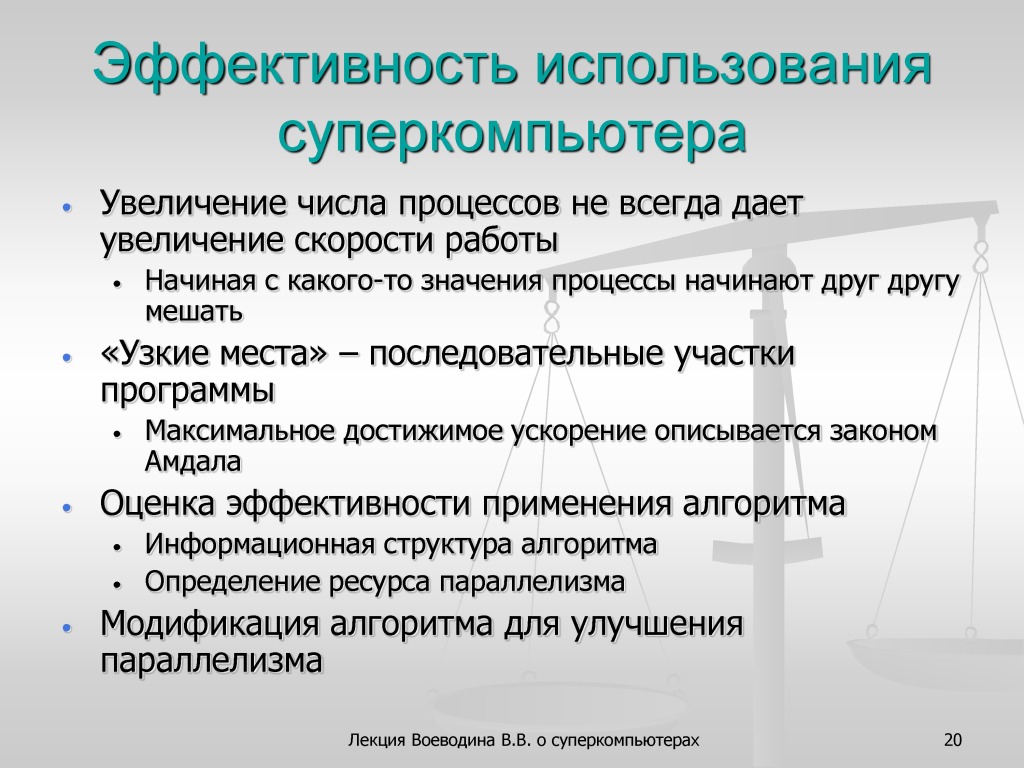 Эффективность использования
суперкомпьютера
• Увеличение числа процессов не всегда дает
увеличение скорости работы
• Начиная с какого-то значения процессы начинают друг другу
мешать
• «Узкие места» – последовательные участки
программы
• Максимальное достижимое ускорение описывается законом
Амдала
• Оценка эффективности применения алгоритма
• Информационная структура алгоритма
• Определение ресурса параллелизма
• Модификация алгоритма для улучшения
параллелизма
Лекция Воеводина В.В. о суперкомпьютерах 20